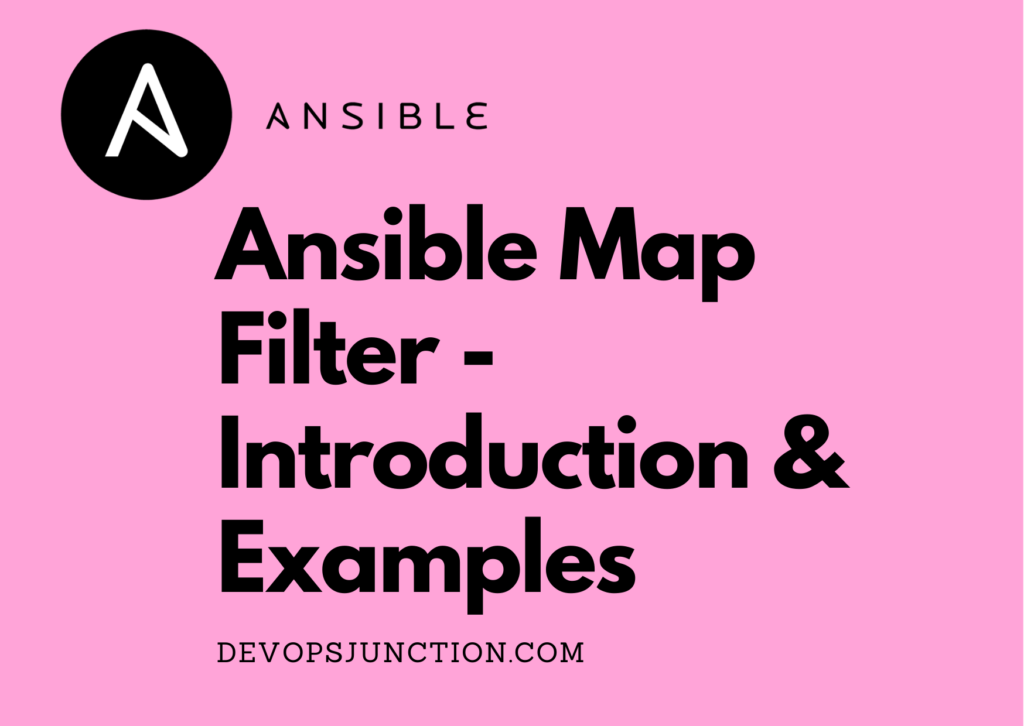 ANSIBLE
Ansible Map
Filter -
Introduction &
Examples
DEVOPSJUNCTION.COM